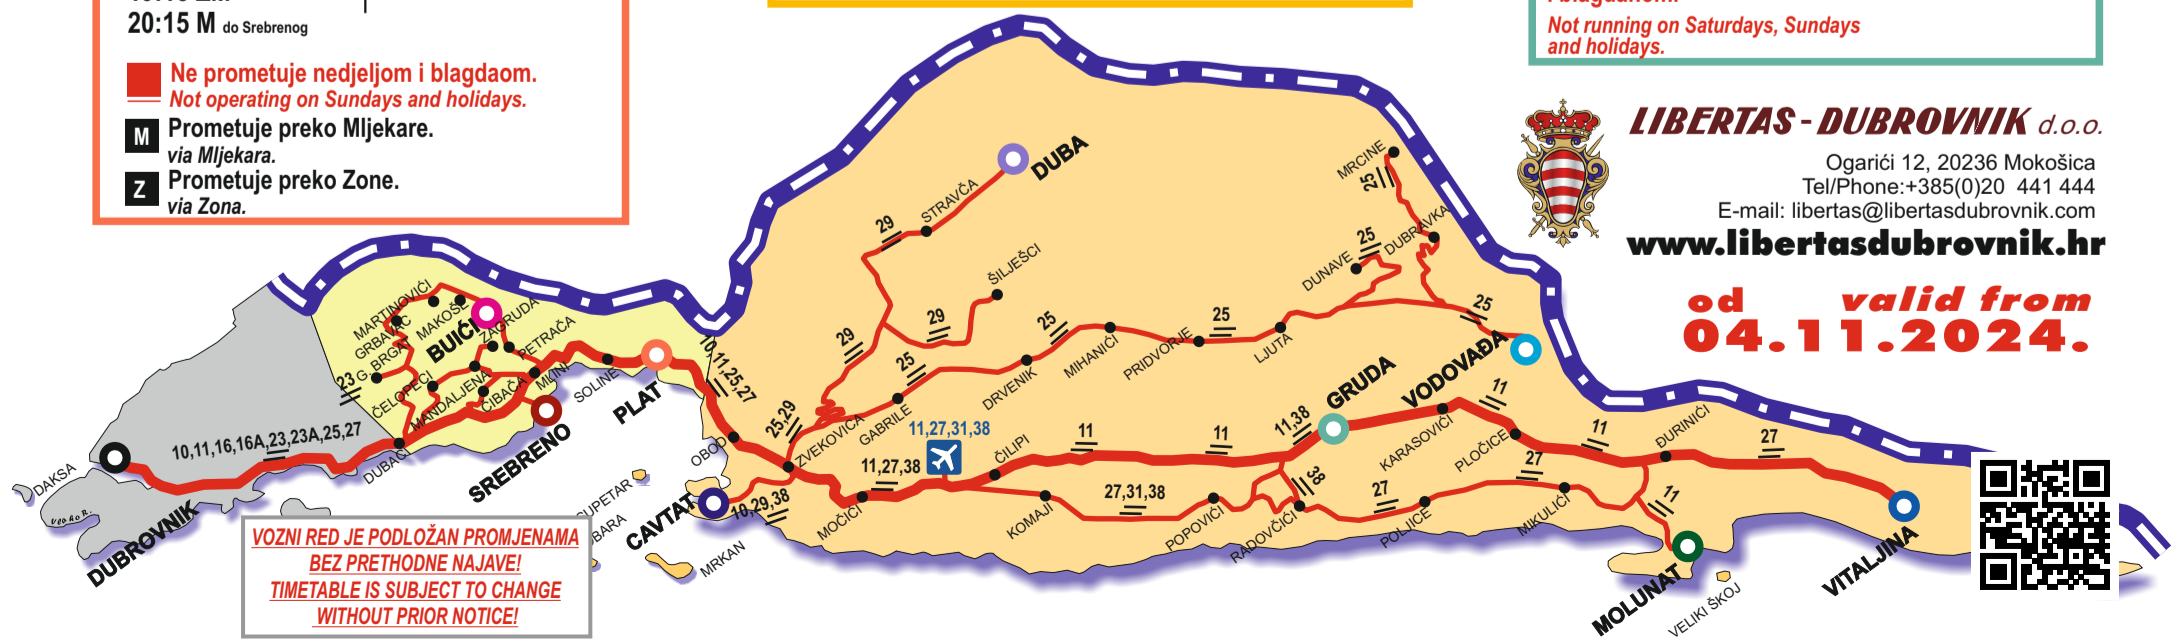 20:15 M do Srebrenog
Ne prometuje nedjeljom i blagdaom.
Not operating on Sundays and holidays.
M Prometuje preko Mljekare.
via Mljekara.
Z Prometuje preko Zone.
via Zona.
Not running on Saturdays, Sundays
and holidays.
LIBERTAS - DUBROVNIK d.o.o.
Ogarići 12, 20236 Mokošica
Tel/Phone:+385(0)20 441 444
E-mail: libertas@libertasdubrovnik.com
www.libertasdubrovnik.hr
od valid from
04.11.2024.
DUBA
STRAVČA
29
ŠILJEŠCI
29
29
MRCINE
25
DUBRAVKA
25
DUNAVE
25
VODOVAĐA
LJUTA
25
PRIDVORJE
MIHANIĆI
25
DRVENIK
25
GABRILE
25,29
ZVEKOVICA
MARTINOVIĆI
GRBAVAC
MAKOŠE
G. BRGAT
BUIĆI
ZAGRUDA
PETRAČA
23
ČELOPECI
MANDALJENA
ČIBAČA
MLINI
SOLINE
PLAT
SREBRENO
10,11,25,27
10,11,16,16A,23,23A,25,27
DUBAC
DAKSA
DUBROVNIK
OBOD
CAVTAT
10,29,38
SUPETAR
BARA
MRKAN
MOČIĆI
11,27,38
11,27,31,38
ČILIPI
11
11
11,38
GRUDA
KOMAJI
27,31,38
POPOVIĆI
38
RADOVČIĆI
27
POLJICE
27
MIKULIĆI
KARASOVIĆI
11
PLOČICE
11
ĐURINIĆI
27
11
MOLUNAT
VELIKI ŠKOJ
VITALJINA
VOZNI RED JE PODLOŽAN PROMJENAMA
BEZ PRETHODNE NAJAVE!
TIMETABLE IS SUBJECT TO CHANGE
WITHOUT PRIOR NOTICE!